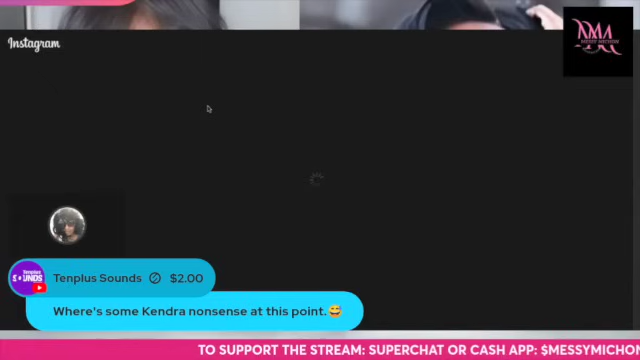 Instagram
NMA
Tenplus Sounds $2.00
Where's some Kendra nonsense at this point.😅
TO SUPPORT THE STREAM: SUPERCHAT OR CASH APP: $MESSYMICHO